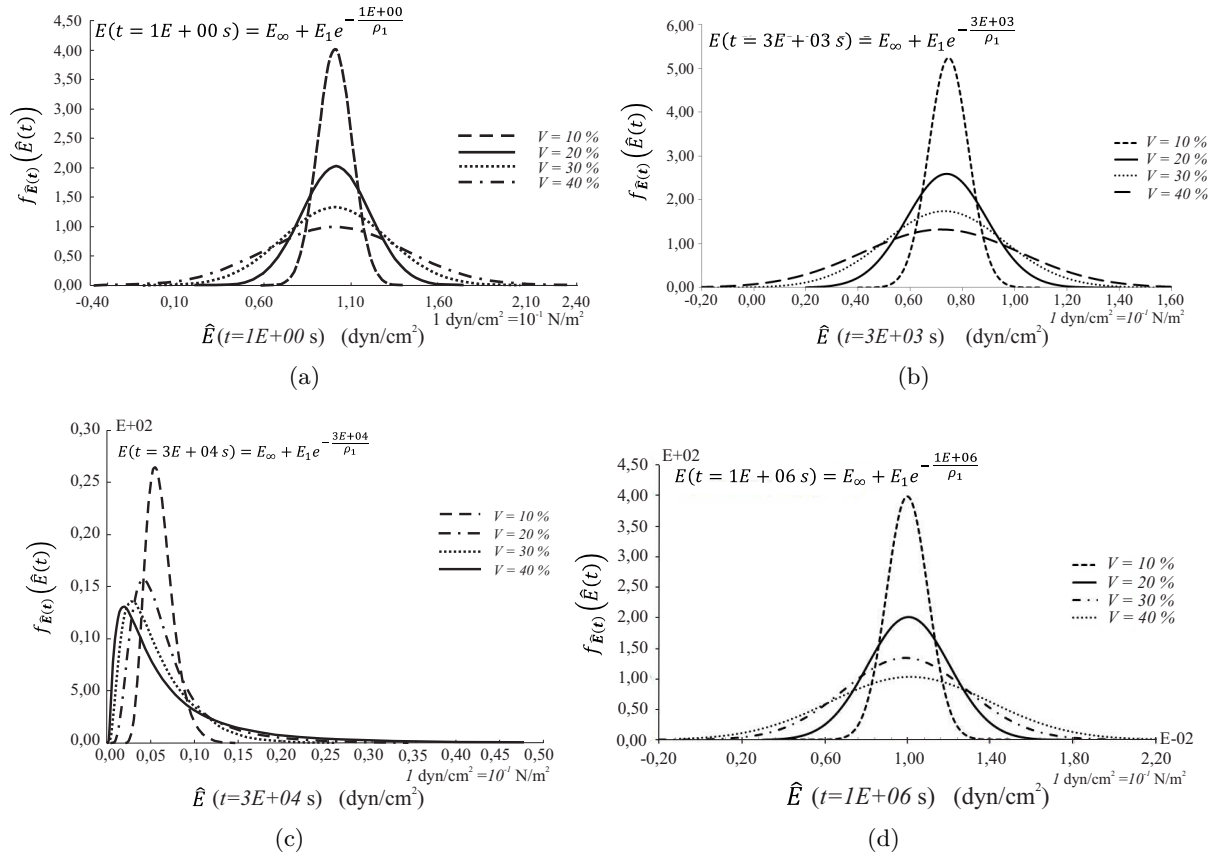 E(t = 1E + 00 s) = E∞ + E₁e^{-\frac{1E+00}{ρ₁}}
4,50
4,00
3,50
3,00
2,50
2,00
1,50
1,00
0,50
0,00
-0,40 0,10 0,60 1,10 1,60 2,10 2,40
f_{Ê(t)} (Ê(t))
V = 10 %
V = 20 %
V = 30 %
V = 40 %
1 dyn/cm² =10⁻¹ N/m²
Ê (t=1E+00 s) (dyn/cm²)
(a)
E(t = 3E + 03 s) = E∞ + E₁e^{-\frac{3E+03}{ρ₁}}
6,00
5,00
4,00
3,00
2,00
1,00
0,00
-0,20 0,00 0,20 0,40 0,60 0,80 1,00 1,20 1,40 1,60
f_{Ê(t)} (Ê(t))
V = 10 %
V = 20 %
V = 30 %
V = 40 %
1 dyn/cm² =10⁻¹ N/m²
Ê (t=3E+03 s) (dyn/cm²)
(b)
E+02
E(t = 3E + 04 s) = E∞ + E₁e^{-\frac{3E+04}{ρ₁}}
0,30
0,25
0,20
0,15
0,10
0,05
0,00
0,00 0,05 0,10 0,15 0,20 0,25 0,30 0,35 0,40 0,45 0,50
f_{Ê(t)} (Ê(t))
V = 10 %
V = 20 %
V = 30 %
V = 40 %
1 dyn/cm² =10⁻¹ N/m²
Ê (t=3E+04 s) (dyn/cm²)
(c)
E+02
E(t = 1E + 06 s) = E∞ + E₁e^{-\frac{1E+06}{ρ₁}}
4,50
4,00
3,50
3,00
2,50
2,00
1,50
1,00
0,50
0,00
-0,20 0,20 0,60 1,00 1,40 1,80 2,20
E-02
f_{Ê(t)} (Ê(t))
V = 10 %
V = 20 %
V = 30 %
V = 40 %
1 dyn/cm² =10⁻¹ N/m²
Ê (t=1E+06 s) (dyn/cm²)
(d)